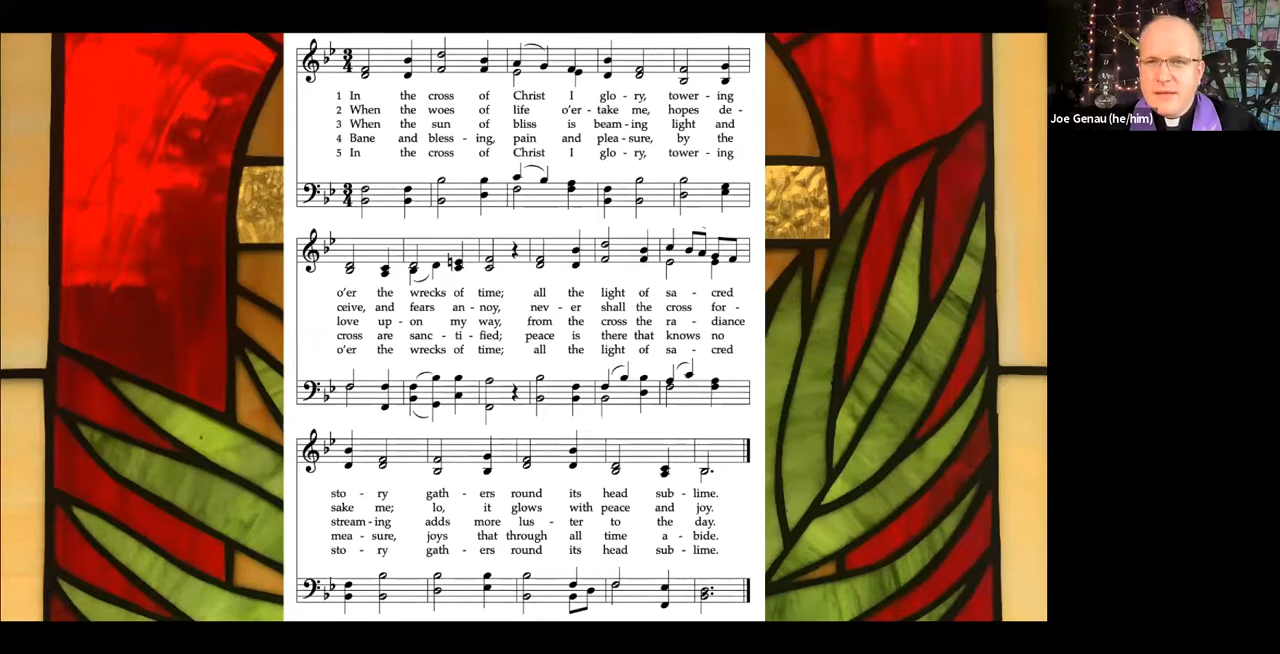 1 In the cross of Christ I glo - ry, tower - ing
2 When the woes of life o'er - take me, hopes de -
3 When the sun of bliss is beam - ing light and
4 Bane and bless - ing, pain and plea - sure, by the
5 In the cross of Christ I glo - ry, tower - ing
o'er the wrecks of time; all the light of sa - cred
ceive, and fears an - noy, nev - er shall the cross for -
love up - on my way, from the cross the ra - diance
cross are sanc - ti - fied; peace is there that knows no
o'er the wrecks of time; all the light of sa - cred
sto - ry gath - ers round its head sub - lime.
sake me; lo, it glows with peace and joy.
stream - ing adds more lus - ter to the day.
mea - sure, joys that through all time a - bide.
sto - ry gath - ers round its head sub - lime.
Joe Genau (he/him)